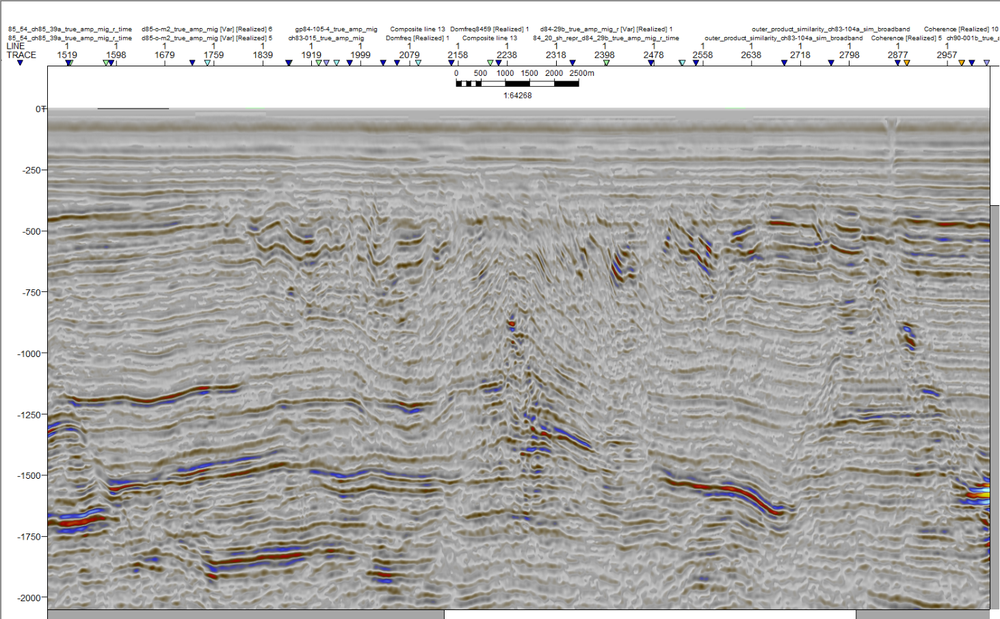 85_54_ch85_39a_true_amp_mig_r_time d85-o-m2_true_amp_mig [Var] [Realized] 6 gp84-105-4_true_amp_mig Composite line 13 Domfreq8459 [Realized] 1 d84-29b_true_amp_mig_r [Var] [Realized] 1 outer_product_similarity_ch83-104a_sim_broadband Coherence [Realized] 10
85_54_ch85_39a_true_amp_mig_r_time d85-o-m2_true_amp_mig [Var] [Realized] 5 ch83-015_true_amp_mig Domfreq [Realized] 1 Composite line 13 84_20_sh_repr_d84_29b_true_amp_mig_r_time outer_product_similarity_ch83-104a_sim_broadband Coherence [Realized] 5 ch90-001b_true_a
LINE 1 1 1 1 1 1 1 1 1 1 1 1 1 1 1 1 1 1 1
TRACE 1519 1598 1679 1759 1839 1919 1999 2079 2158 2238 2318 2398 2478 2558 2638 2718 2798 2877 2957
0 500 1000 1500 2000 2500m
1:64268
0
-250
-500
-750
-1000
-1250
-1500
-1750
-2000